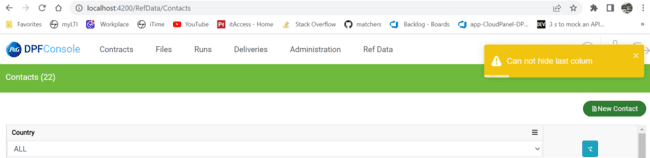 localhost:4200/RefData/Contacts
Favorites
myLTI
Workplace
iTime
YouTube
itAccess - Home
Stack Overflow
matchers
Backlog - Boards
app-CloudPanel-DP...
3 s to mock an API...
P&G DPFConsole
Contracts
Files
Runs
Deliveries
Administration
Ref Data
Can not hide last colum
Contacts (22)
New Contact
Country
ALL